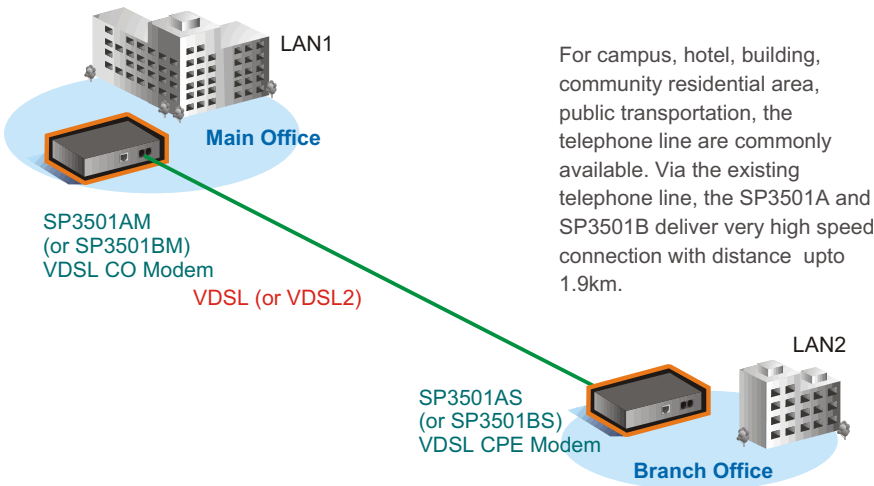 LAN1
Main Office
SP3501AM
(or SP3501BM)
VDSL CO Modem
VDSL (or VDSL2)
For campus, hotel, building,
community residential area,
public transportation, the
telephone line are commonly
available. Via the existing
telephone line, the SP3501A and
SP3501B deliver very high speed
connection with distance  upto
1.9km.
LAN2
SP3501AS
(or SP3501BS)
VDSL CPE Modem
Branch Office